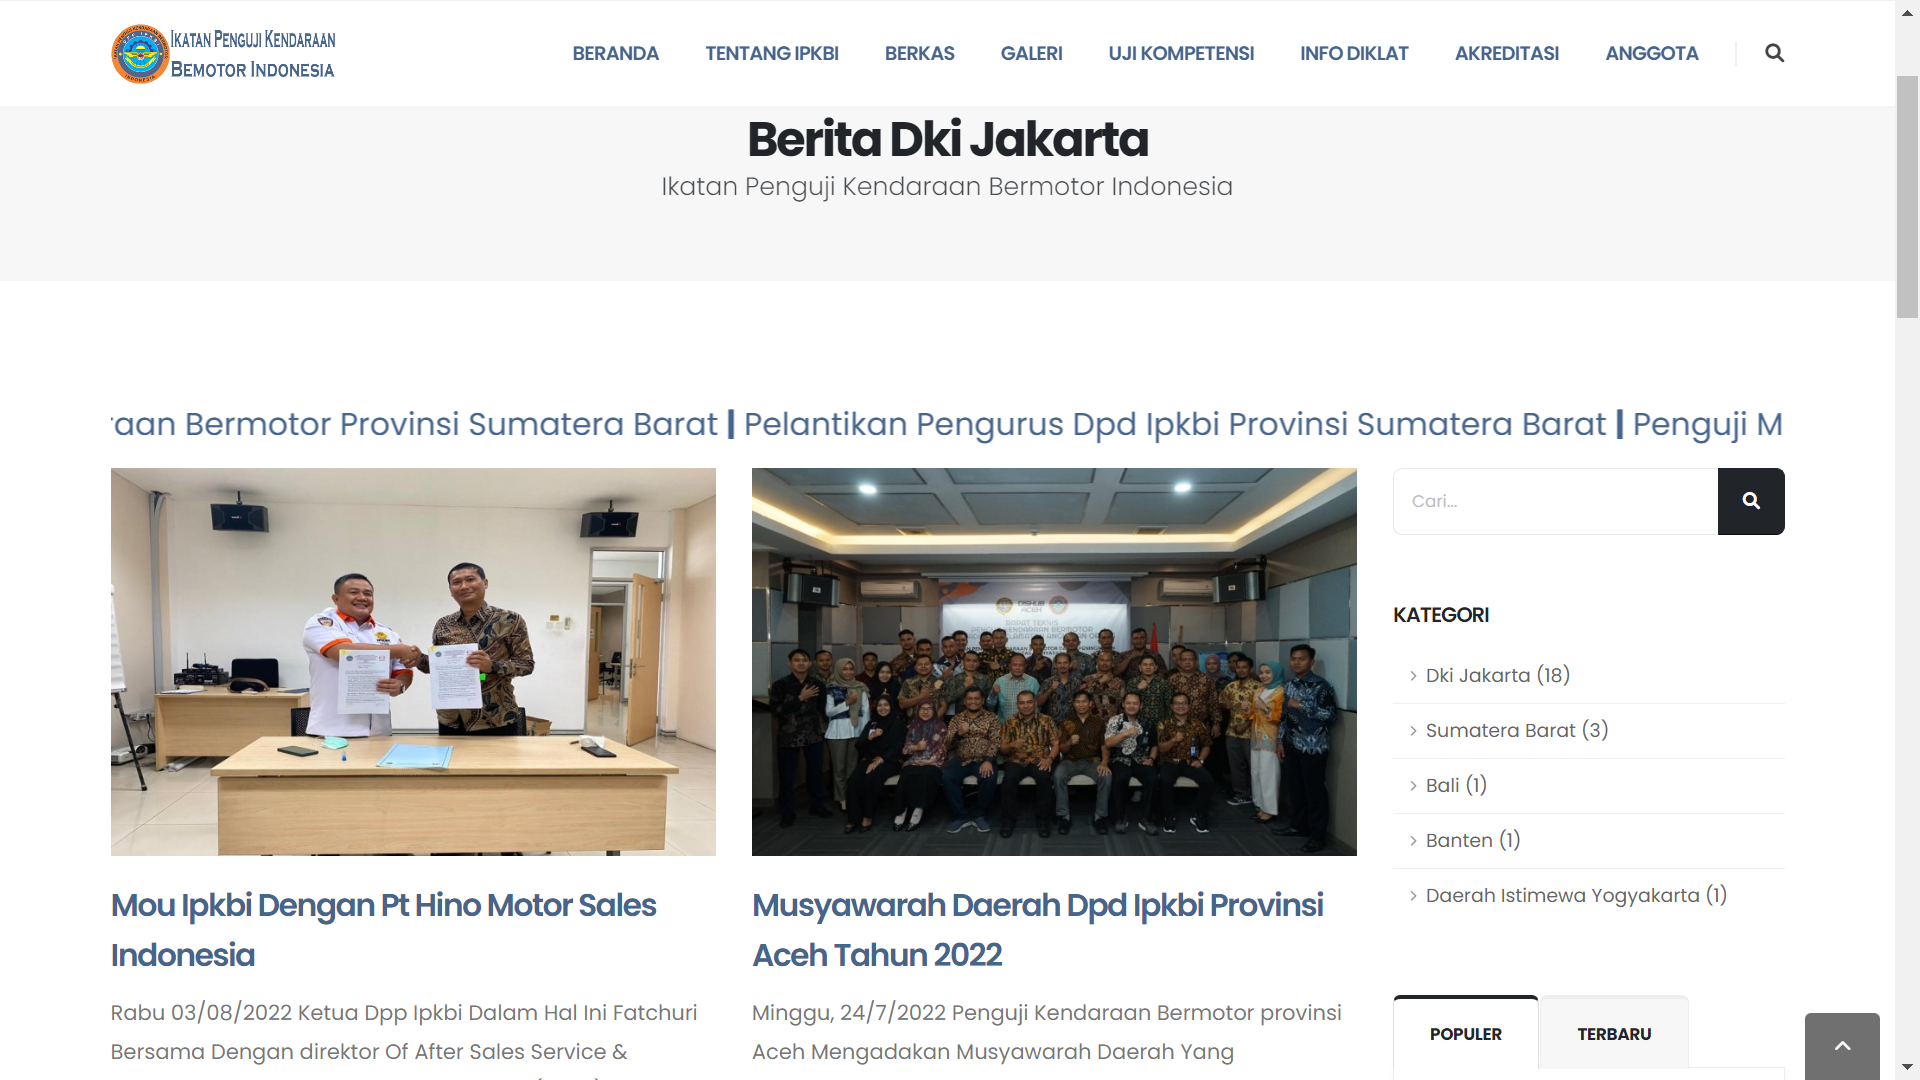 IKATAN PENGUJI KENDARAAN
BEMOTOR INDONESIA
BERANDA
TENTANG IPKBI
BERKAS
GALERI
UJI KOMPETENSI
INFO DIKLAT
AKREDITASI
ANGGOTA
Berita Dki Jakarta
Ikatan Penguji Kendaraan Bermotor Indonesia
raan Bermotor Provinsi Sumatera Barat | Pelantikan Pengurus Dpd Ipkbi Provinsi Sumatera Barat | Penguji M
DISHUB
ACEH
RAPAT TEKNIS
Cari...
KATEGORI
Dki Jakarta (18)
Sumatera Barat (3)
Bali (1)
Banten (1)
Daerah Istimewa Yogyakarta (1)
Mou Ipkbi Dengan Pt Hino Motor Sales
Indonesia
Rabu 03/08/2022 Ketua Dpp Ipkbi Dalam Hal Ini Fatchuri
Bersama Dengan direktor Of After Sales Service &
Musyawarah Daerah Dpd Ipkbi Provinsi
Aceh Tahun 2022
Minggu, 24/7/2022 Penguji Kendaraan Bermotor provinsi
Aceh Mengadakan Musyawarah Daerah Yang
POPULER
TERBARU